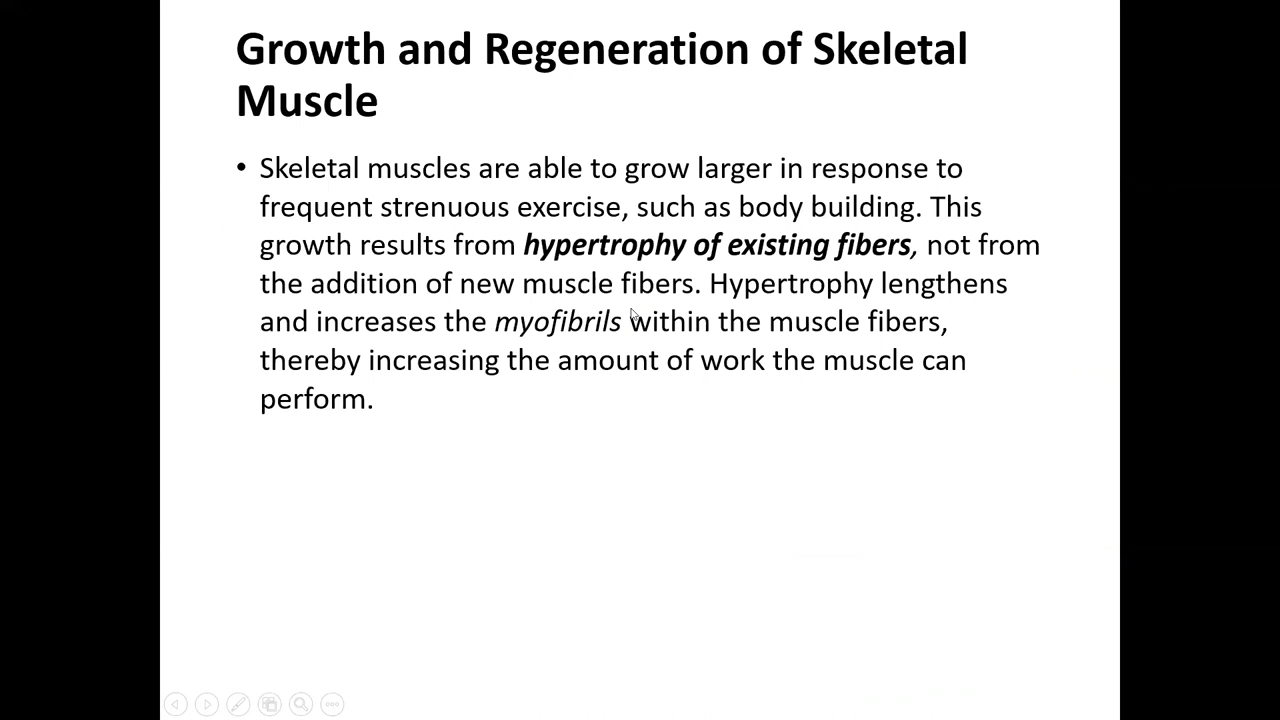 Growth and Regeneration of Skeletal
Muscle
• Skeletal muscles are able to grow larger in response to
frequent strenuous exercise, such as body building. This
growth results from hypertrophy of existing fibers, not from
the addition of new muscle fibers. Hypertrophy lengthens
and increases the myofibrils within the muscle fibers,
thereby increasing the amount of work the muscle can
perform.